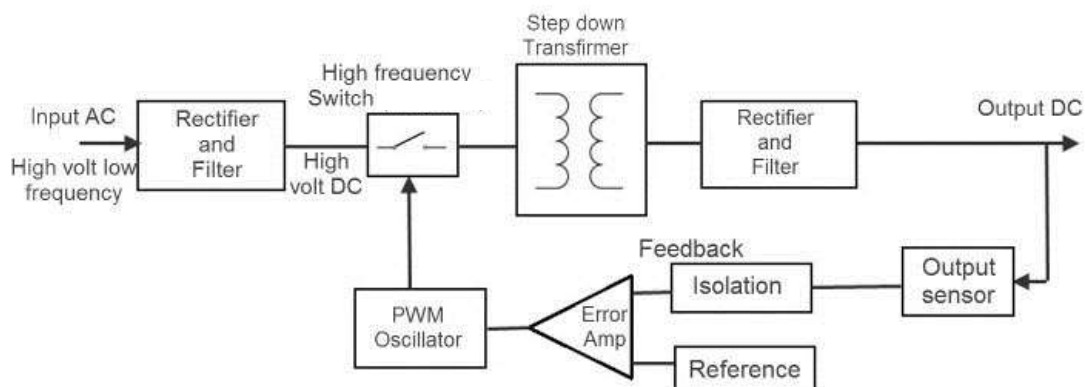 Step down
Transfirmer
High frequency
Switch
Input AC
High volt low
frequency
Rectifier
and
Filter
High
volt DC
Rectifier
and
Filter
Output DC
Feedback
Isolation
Output
sensor
PWM
Oscillator
Error
Amp
Reference